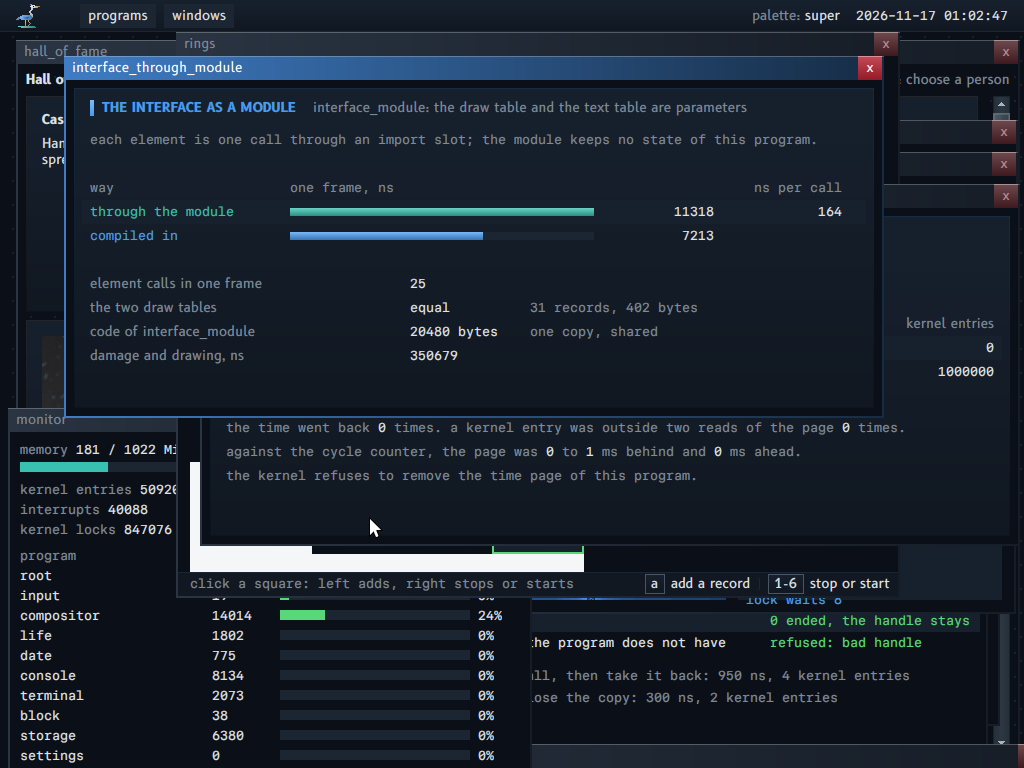 programs windows palette: super 2026-11-17 01:02:47
rings x
hall_of_fame x
interface_through_module x
Hall o choose a person
THE INTERFACE AS A MODULE interface_module: the draw table and the text table are parameters
Cas
each element is one call through an import slot; the module keeps no state of this program.
x
Han
spre
x
way one frame, ns ns per call
x
through the module 11318 164
compiled in 7213
element calls in one frame 25
the two draw tables equal 31 records, 402 bytes
kernel entries
code of interface_module 20480 bytes one copy, shared
0
damage and drawing, ns 350679
1000000
monitor
the time went back 0 times. a kernel entry was outside two reads of the page 0 times.
memory 181 / 1022 Mi
against the cycle counter, the page was 0 to 1 ms behind and 0 ms ahead.
the kernel refuses to remove the time page of this program.
kernel entries 50920
interrupts 40088
kernel locks 847076
program
root
click a square: left adds, right stops or starts a add a record 1-6 stop or start
input
lock waits 8
compositor 14014 24%
0 ended, the handle stays
life 1802 0%
the program does not have refused: bad handle
date 775 0%
console 8134 0%
all, then take it back: 950 ns, 4 kernel entries
terminal 2073 0%
lose the copy: 300 ns, 2 kernel entries
block 38 0%
storage 6380 0%
settings 0 0%